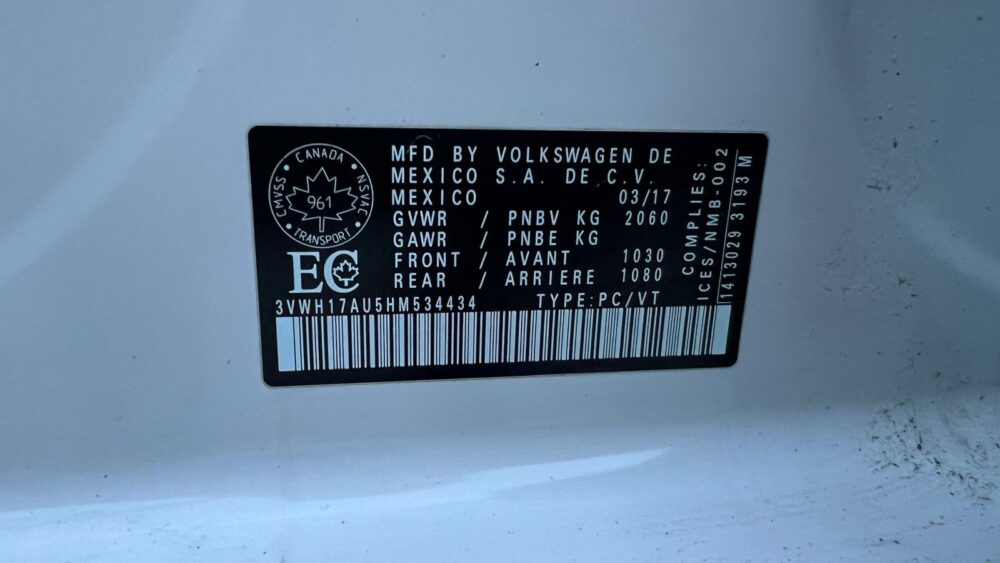 CANADA
CMVSS
NSVAC
961
TRANSPORT
EC
MFD BY VOLKSWAGEN DE
MEXICO S.A. DE C.V.
MEXICO 03/17
GVWR / PNBV KG 2060
GAWR / PNBE KG
FRONT / AVANT 1030
REAR / ARRIERE 1080
3VWH17AU5HM534434 TYPE:PC/VT
COMPLIES:
ICES/NMB-002
1413029 3193 M